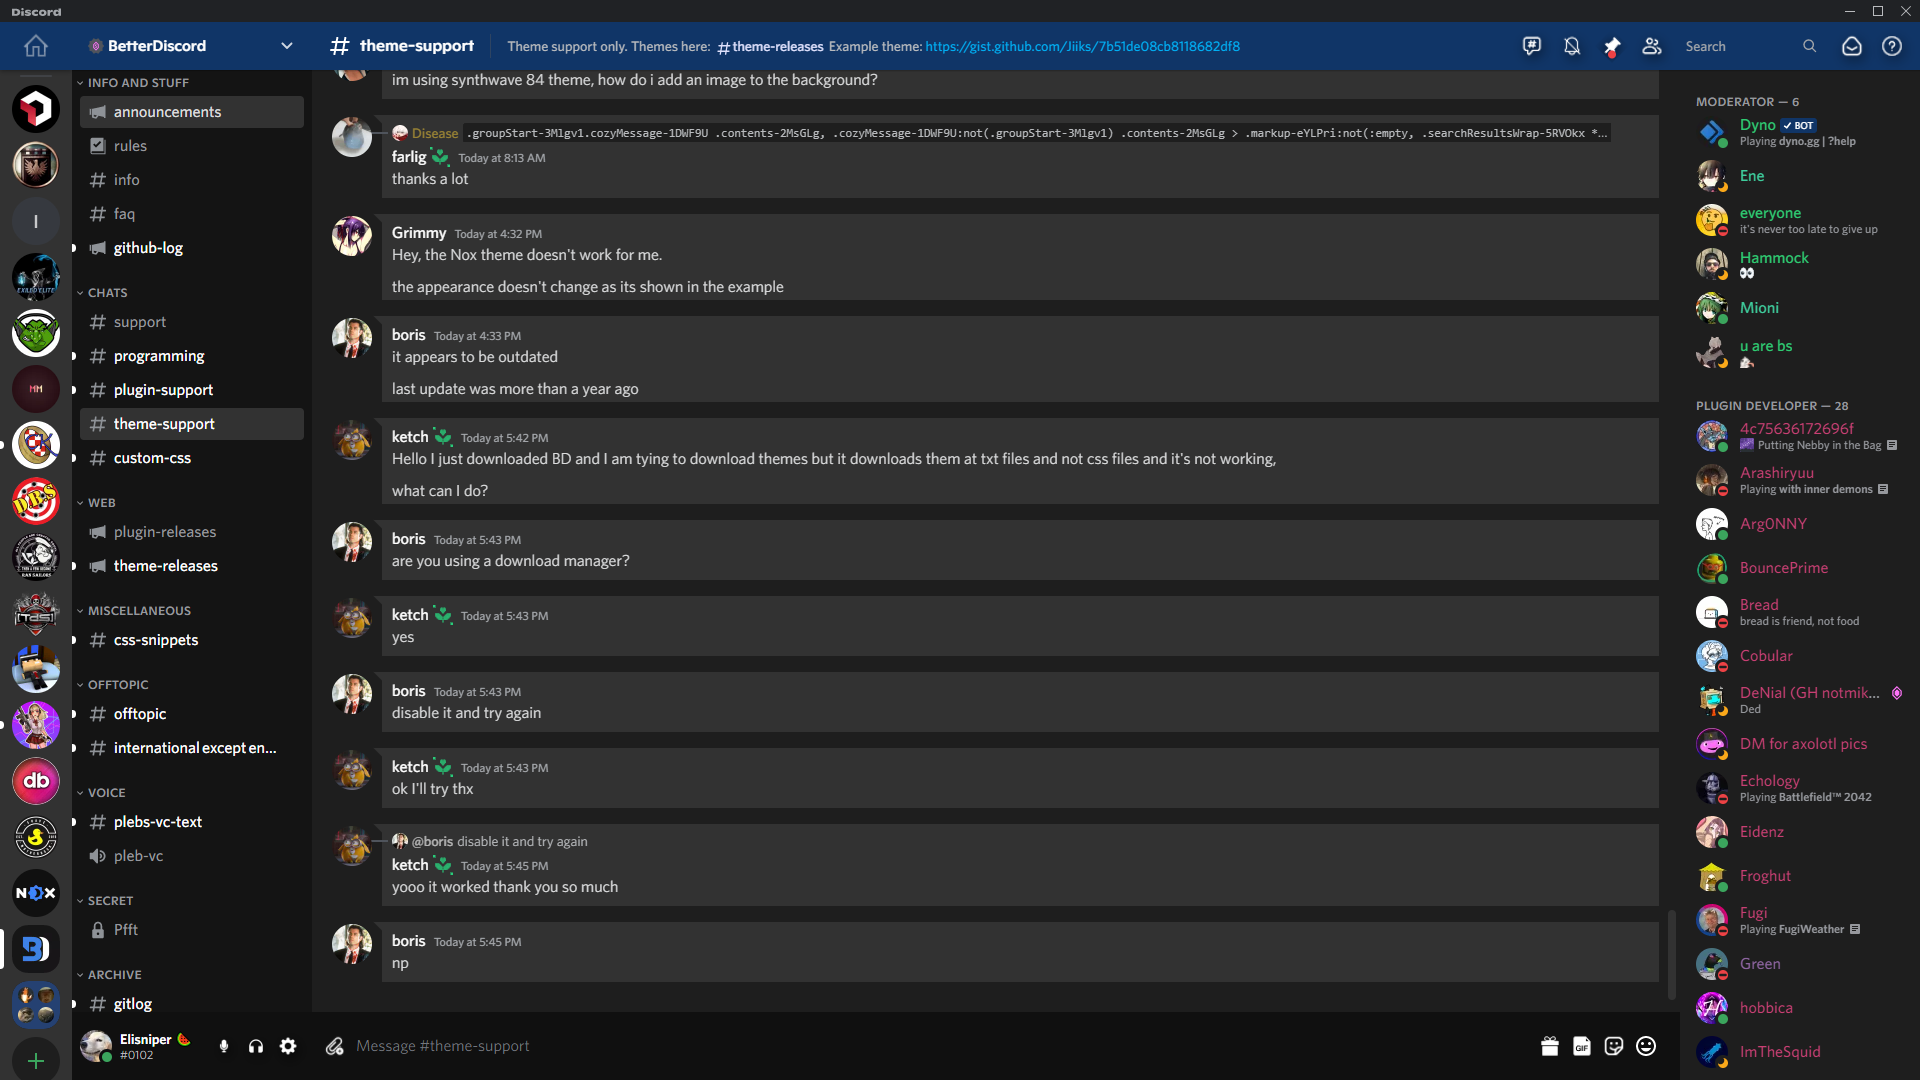 Discord
BetterDiscord
theme-support
Theme support only. Themes here: #theme-releases Example theme: https://gist.github.com/Jiiks/7b51de08cb8118682df8
Search
INFO AND STUFF
announcements
rules
info
faq
github-log
CHATS
support
programming
plugin-support
theme-support
custom-css
WEB
plugin-releases
theme-releases
MISCELLANEOUS
css-snippets
OFFTOPIC
offtopic
international except en...
VOICE
plebs-vc-text
pleb-vc
SECRET
Pfft
ARCHIVE
gitlog
I
EXILED ELITE
MM
D.B.S
TDS
db
NOX
Elisniper
#0102
im using synthwave 84 theme, how do i add an image to the background?
Disease .groupStart-3Mlgv1.cozyMessage-1DWF9U .contents-2MsGLg, .cozyMessage-1DWF9U:not(.groupStart-3Mlgv1) .contents-2MsGLg > .markup-eYLPri:not(:empty, .searchResultsWrap-5RVOkx *...
farlig Today at 8:13 AM
thanks a lot
Grimmy Today at 4:32 PM
Hey, the Nox theme doesn't work for me.
the appearance doesn't change as its shown in the example
boris Today at 4:33 PM
it appears to be outdated
last update was more than a year ago
ketch Today at 5:42 PM
Hello I just downloaded BD and I am tying to download themes but it downloads them at txt files and not css files and it's not working,
what can I do?
boris Today at 5:43 PM
are you using a download manager?
ketch Today at 5:43 PM
yes
boris Today at 5:43 PM
disable it and try again
ketch Today at 5:43 PM
ok I'll try thx
@boris disable it and try again
ketch Today at 5:45 PM
yooo it worked thank you so much
boris Today at 5:45 PM
np
Message #theme-support
GIF
MODERATOR — 6
Dyno BOT
Playing dyno.gg | ?help
Ene
everyone
it's never too late to give up
Hammock
Mioni
u are bs
PLUGIN DEVELOPER — 28
4c75636172696f
Putting Nebby in the Bag
Arashiryuu
Playing with inner demons
Arg0NNY
BouncePrime
Bread
bread is friend, not food
Cobular
DeNial (GH notmik...
Ded
DM for axolotl pics
Echology
Playing Battlefield™ 2042
Eidenz
Froghut
Fugi
Playing FugiWeather
Green
hobbica
ImTheSquid